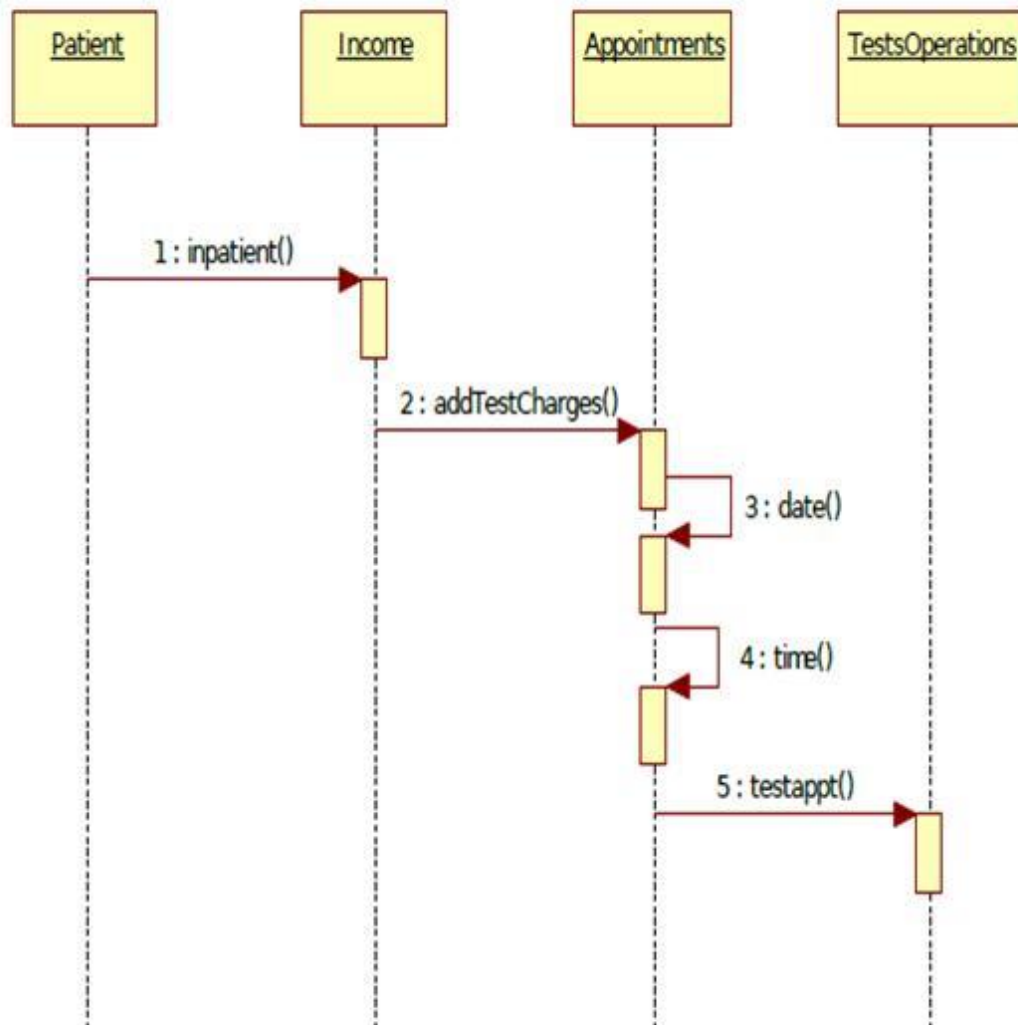 Patient
Income
Appointments
TestsOperations
1 : inpatient()
2 : addTestCharges()
3 : date()
4 : time()
5 : testappt()